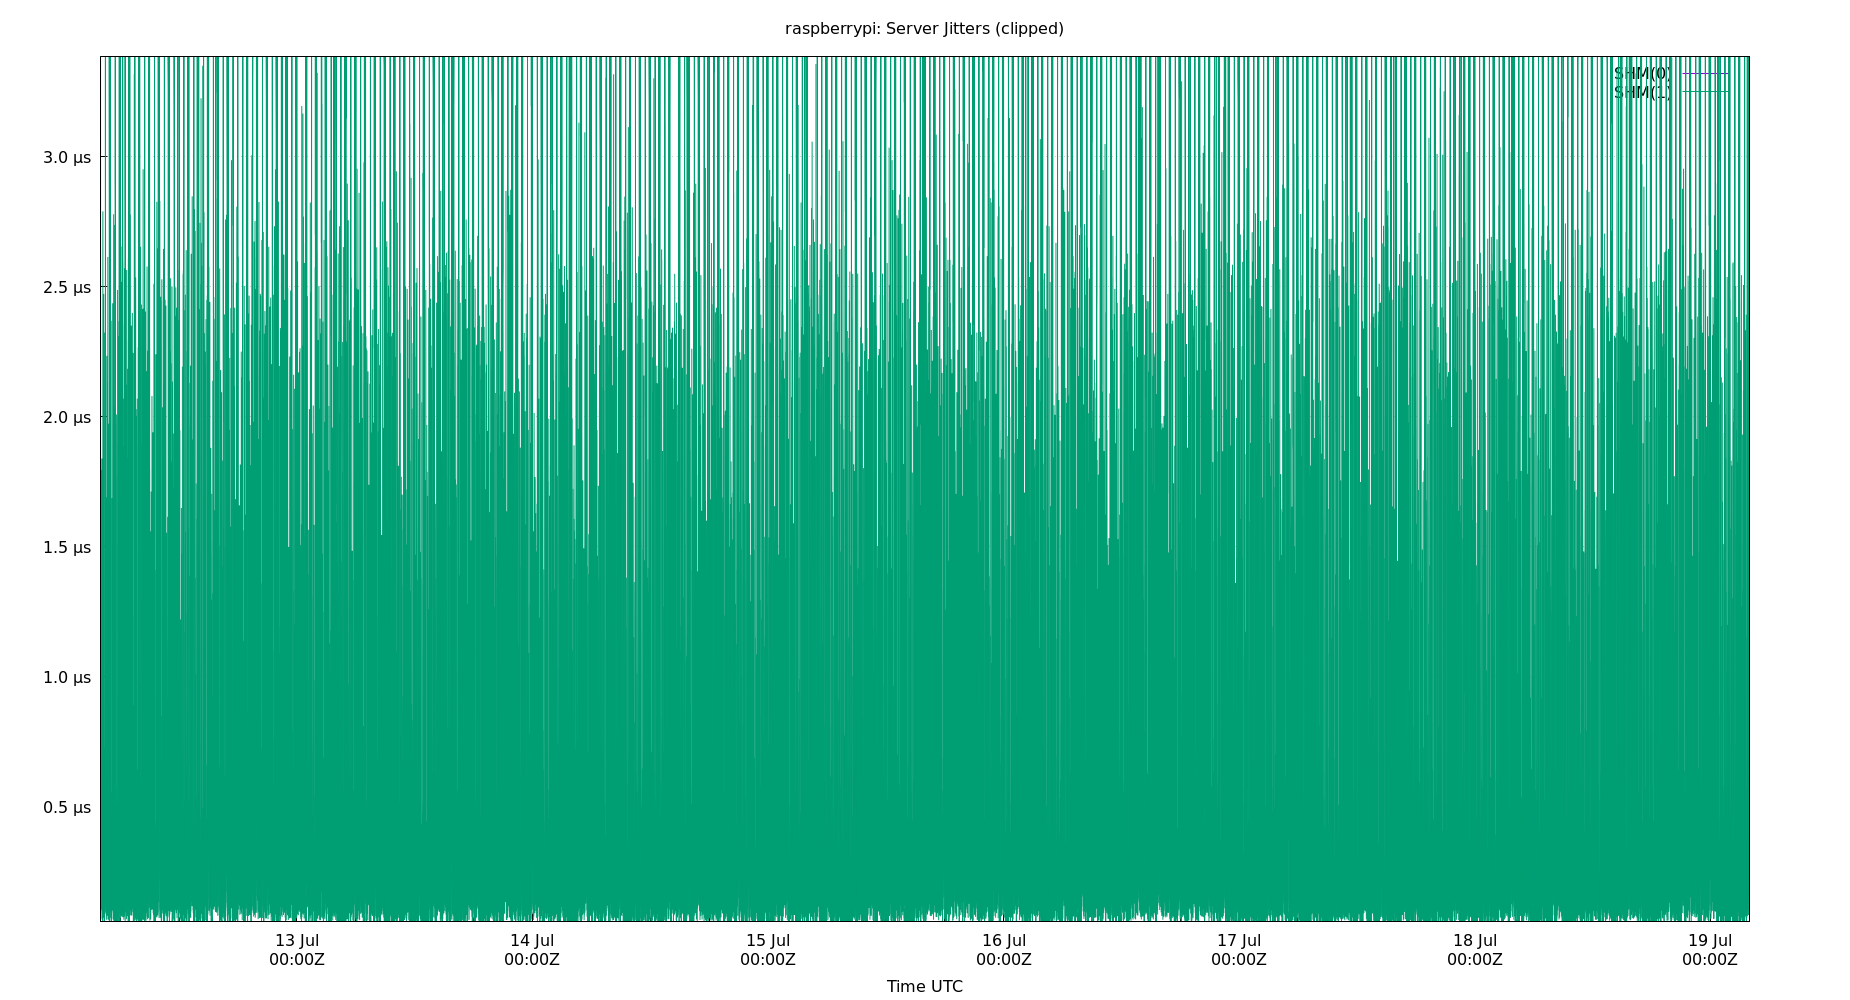 raspberrypi: Server Jitters (clipped)
SHM(0)
SHM(1)
3.0 µs
2.5 µs
2.0 µs
1.5 µs
1.0 µs
0.5 µs
13 Jul 14 Jul 15 Jul 16 Jul 17 Jul 18 Jul 19 Jul
00:00Z 00:00Z 00:00Z 00:00Z 00:00Z 00:00Z 00:00Z
Time UTC